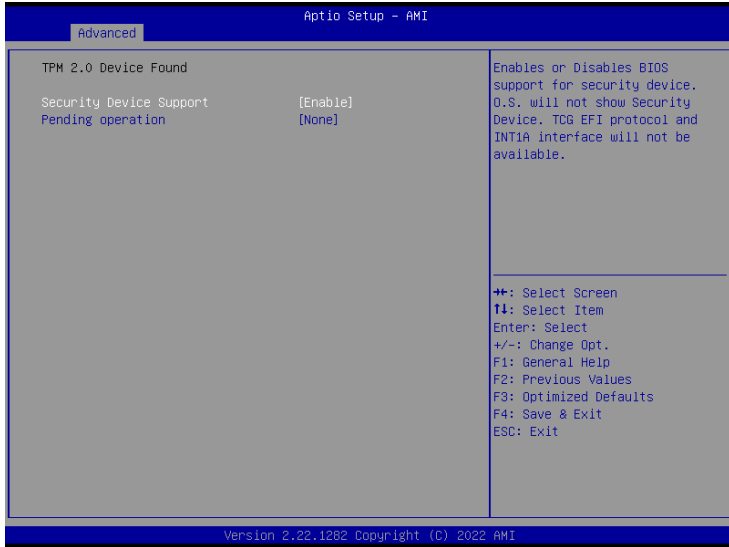 Aptio Setup – AMI
Advanced
TPM 2.0 Device Found
Security Device Support [Enable]
Pending operation [None]
Enables or Disables BIOS
support for security device.
O.S. will not show Security
Device. TCG EFI protocol and
INT1A interface will not be
available.
→←: Select Screen
↑↓: Select Item
Enter: Select
+/-: Change Opt.
F1: General Help
F2: Previous Values
F3: Optimized Defaults
F4: Save & Exit
ESC: Exit
Version 2.22.1282 Copyright (C) 2022 AMI